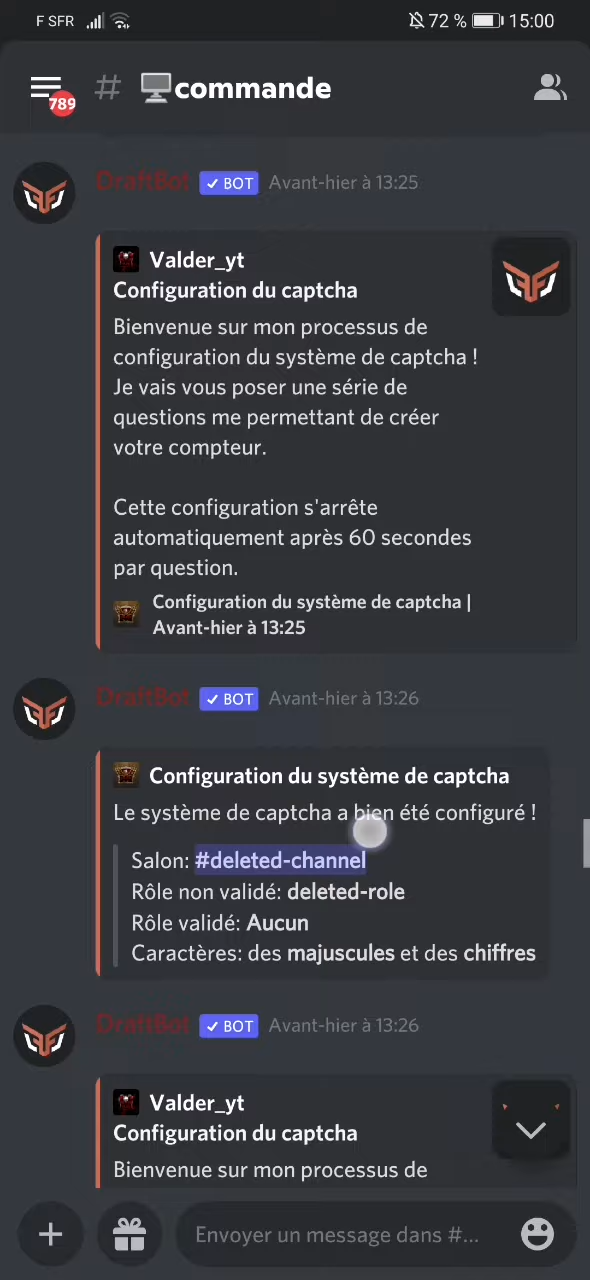 F SFR 72 % 15:00
789 # commande
DraftBot ✓ BOT Avant-hier à 13:25
Valder_yt
Configuration du captcha
Bienvenue sur mon processus de
configuration du système de captcha !
Je vais vous poser une série de
questions me permettant de créer
votre compteur.
Cette configuration s'arrête
automatiquement après 60 secondes
par question.
Configuration du système de captcha |
Avant-hier à 13:25
DraftBot ✓ BOT Avant-hier à 13:26
Configuration du système de captcha
Le système de captcha a bien été configuré !
Salon: #deleted-channel
Rôle non validé: deleted-role
Rôle validé: Aucun
Caractères: des majuscules et des chiffres
DraftBot ✓ BOT Avant-hier à 13:26
Valder_yt
Configuration du captcha
Bienvenue sur mon processus de
Envoyer un message dans #...